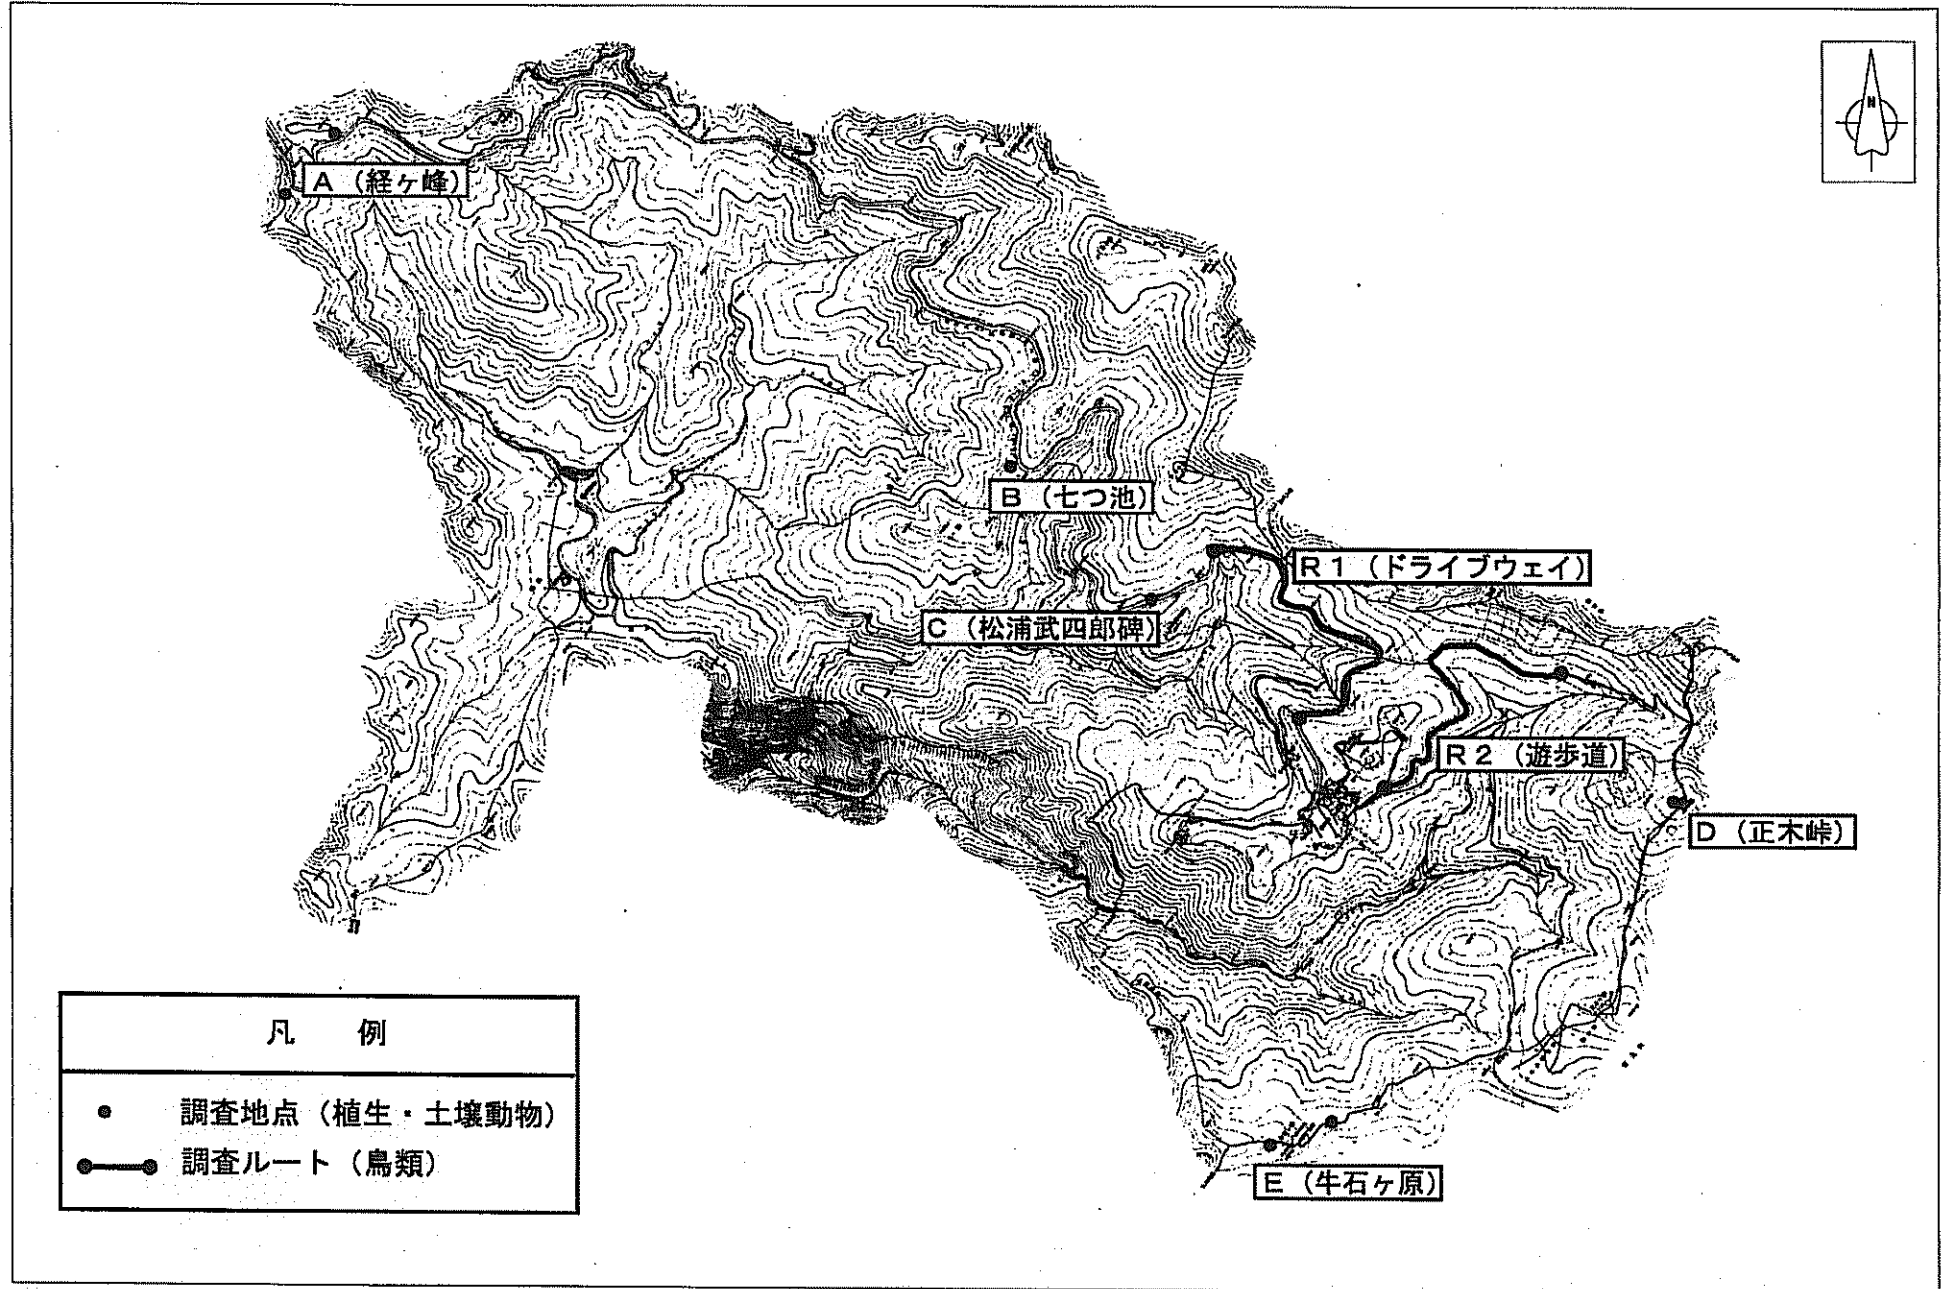 N
A（経ヶ峰）
B（七つ池）
R1（ドライブウェイ）
C（松浦武四郎碑）
R2（遊歩道）
D（正木峠）
E（牛石ヶ原）
凡　例
調査地点（植生・土壌動物）
調査ルート（鳥類）